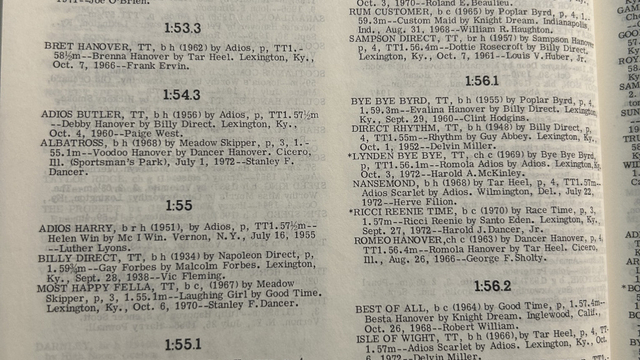 1:53.3
BRET HANOVER, TT, b h (1962) by Adios, p, TT1.-
58½m--Brenna Hanover by Tar Heel. Lexington, Ky.,
Oct. 7, 1966--Frank Ervin.
1:54.3
ADIOS BUTLER, TT, b h (1956) by Adios, p, TT1.57½m
--Debby Hanover by Billy Direct. Lexington, Ky.,
Oct. 4, 1960--Paige West.
ALBATROSS, b h (1968) by Meadow Skipper, p, 3, 1.-
55.1m--Voodoo Hanover by Dancer Hanover. Cicero,
Ill. (Sportsman's Park), July 1, 1972--Stanley F.
Dancer.
1:55
ADIOS HARRY, b r h (1951), by Adios, p, TT1.57½m--
Helen Win by Mc I Win. Vernon, N.Y., July 16, 1955
--Luther Lyons.
BILLY DIRECT, TT, b h (1934) by Napoleon Direct, p,
1.59¾m--Gay Forbes by Malcolm Forbes. Lexington,
Ky., Sept. 28, 1938--Vic Fleming.
MOST HAPPY FELLA, TT, b c, (1967) by Meadow
Skipper, p, 3, 1.55.1m--Laughing Girl by Good Time.
Lexington, Ky., Oct. 6, 1970--Stanley F. Dancer.
1:55.1
Oct. 3, 1970--Roland E. Beaulieu.
RUM CUSTOMER, b c (1965) by Poplar Byrd, p, 4, 1.-
59.3m--Custom Maid by Knight Dream. Indianapolis,
Ind., Aug. 31, 1968--William R. Haughton.
SAMPSON DIRECT, TT, br h (1957) by Sampson Hanover
p, 4, TT1.56.4m--Dottie Rosecroft by Billy Direct.
Lexington, Ky., Oct. 7, 1961--Louis V. Huber, Jr.
1:56.1
BYE BYE BYRD, TT, b h (1955) by Poplar Byrd, p, 4,
1.59.3m--Evalina Hanover by Billy Direct. Lexington,
Ky., Sept. 29, 1960--Clint Hodgins.
DIRECT RHYTHM, TT, b h (1948) by Billy Direct, p,
4, TT1.55m--Rhythm by Guy Abbey. Lexington, Ky.,
Oct. 1, 1952--Delvin Miller.
*LYNDEN BYE BYE, TT, ch c (1969) by Bye Bye Byrd,
p, TT1.56.1m--Romola Adios by Adios. Lexington, Ky.
Oct. 3, 1972--Harold A. McKinley.
NANSEMOND, b h (1968) by Tar Heel, p, 4, TT1.57m--
Adios Scarlet by Adios. Wilmington, Del., July 22,
1972--Herve Filion.
*RICCI REENIE TIME, b c (1970) by Race Time, p, 3,
1.57m--Ricci Reenie by Santo Eden. Lexington, Ky.,
Sept. 27, 1972--Harold J. Dancer, Jr.
ROMEO HANOVER, ch (1963) by Dancer Hanover, p, 4,
TT1.56.4m--Romola Hanover by Tar Heel. Cicero,
Ill., Aug. 26, 1966--George F. Sholty.
1:56.2
BEST OF ALL, b c (1964) by Good Time, p, 1.57.4m--
Besta Hanover by Knight Dream. Inglewood, Calif.,
Oct. 26, 1968--Robert William.
ISLE OF WIGHT, TT, b h (1966), by Tar Heel, p, 4, TT
1.57m--Adios Scarlet by Adios. Lexington, Ky.,
6, 1972--Delvin Miller.